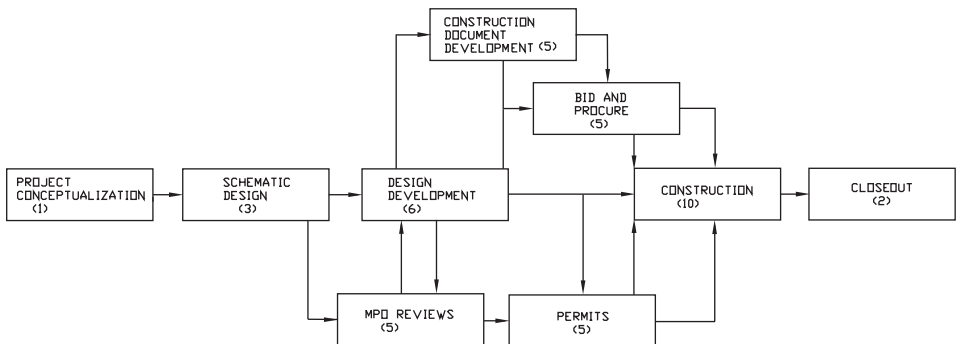 CONSTRUCTION
DOCUMENT
DEVELOPMENT (5)
BID AND
PROCURE
(5)
PROJECT
CONCEPTUALIZATION
(1)
SCHEMATIC
DESIGN
(3)
DESIGN
DEVELOPMENT
(6)
CONSTRUCTION
(10)
CLOSEOUT
(2)
MPO REVIEWS
(5)
PERMITS
(5)